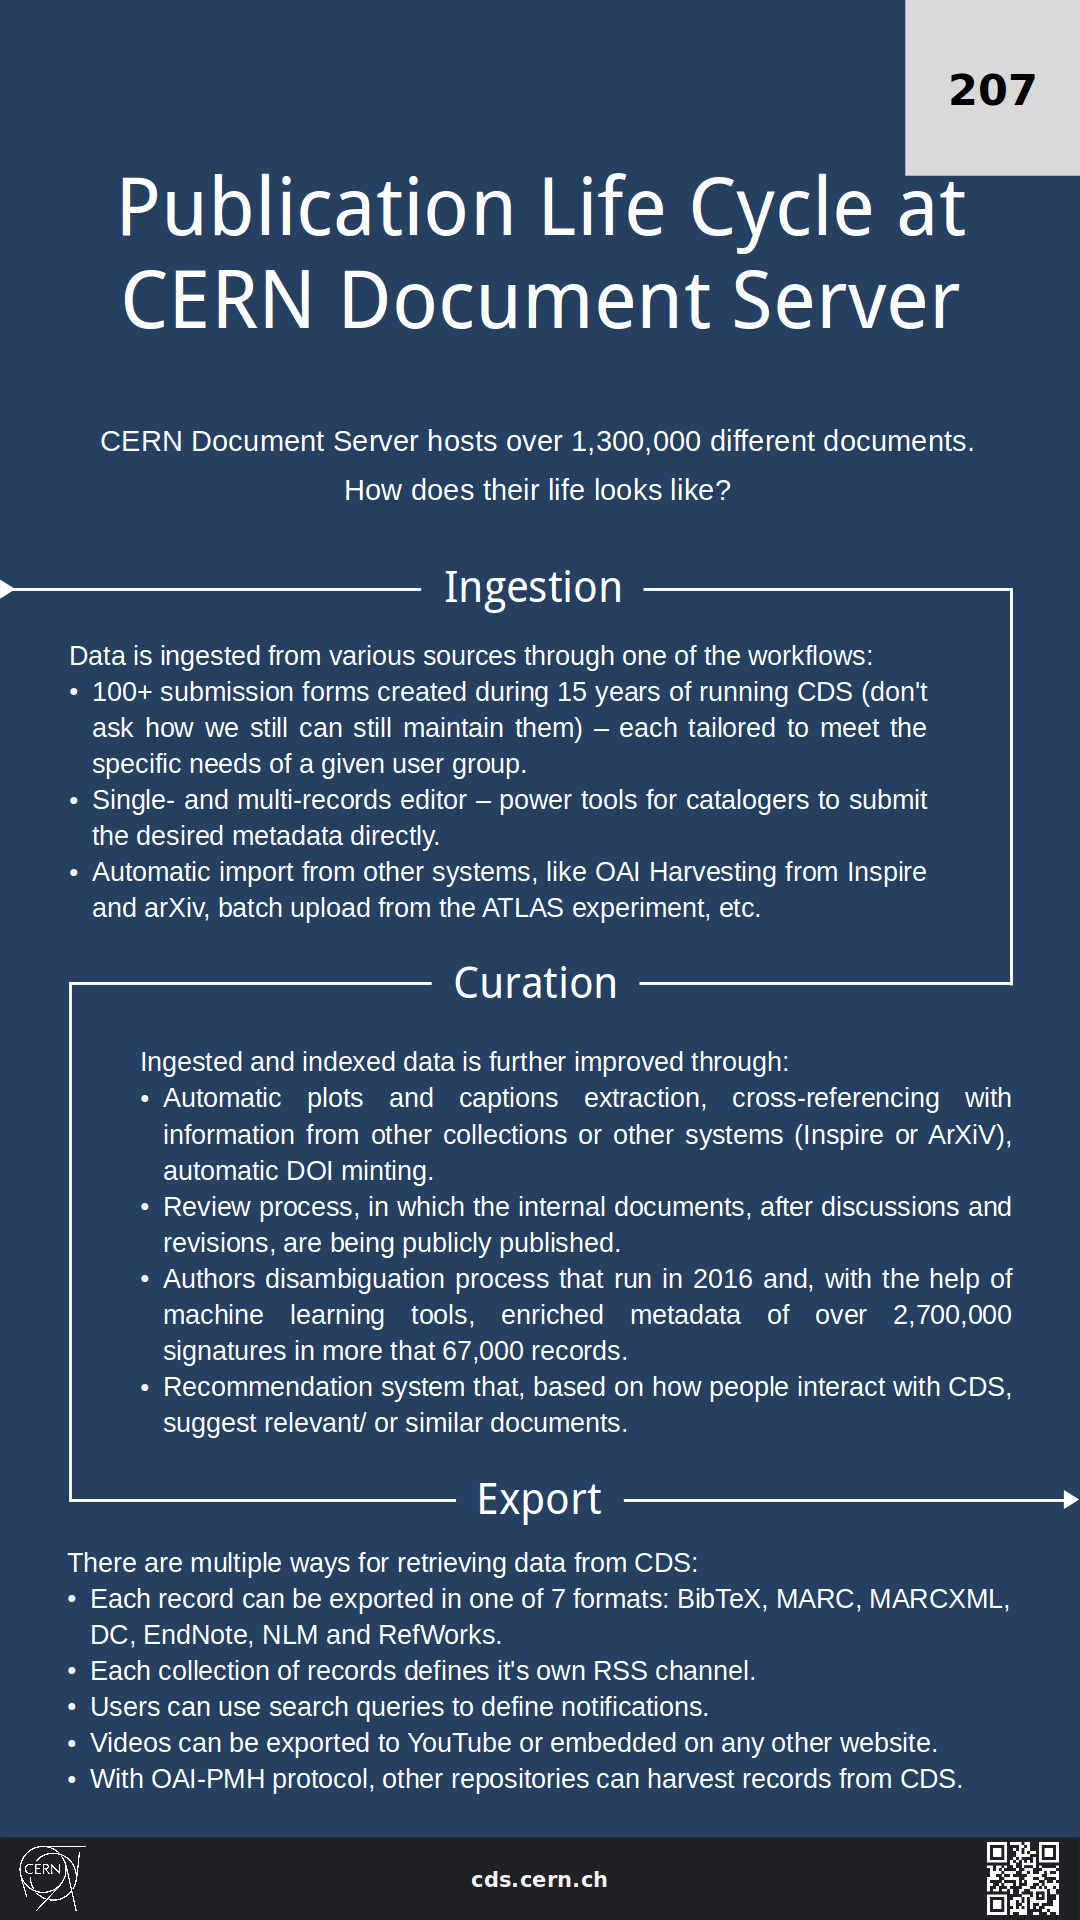 207
Publication Life Cycle at
CERN Document Server
CERN Document Server hosts over 1,300,000 different documents.
How does their life looks like?
Ingestion
Data is ingested from various sources through one of the workflows:
• 100+ submission forms created during 15 years of running CDS (don't
ask how we still can still maintain them) – each tailored to meet the
specific needs of a given user group.
• Single- and multi-records editor – power tools for catalogers to submit
the desired metadata directly.
• Automatic import from other systems, like OAI Harvesting from Inspire
and arXiv, batch upload from the ATLAS experiment, etc.
Curation
Ingested and indexed data is further improved through:
• Automatic plots and captions extraction, cross-referencing with
information from other collections or other systems (Inspire or ArXiV),
automatic DOI minting.
• Review process, in which the internal documents, after discussions and
revisions, are being publicly published.
• Authors disambiguation process that run in 2016 and, with the help of
machine learning tools, enriched metadata of over 2,700,000
signatures in more that 67,000 records.
• Recommendation system that, based on how people interact with CDS,
suggest relevant/ or similar documents.
Export
There are multiple ways for retrieving data from CDS:
• Each record can be exported in one of 7 formats: BibTeX, MARC, MARCXML,
DC, EndNote, NLM and RefWorks.
• Each collection of records defines it's own RSS channel.
• Users can use search queries to define notifications.
• Videos can be exported to YouTube or embedded on any other website.
• With OAI-PMH protocol, other repositories can harvest records from CDS.
CERN
cds.cern.ch